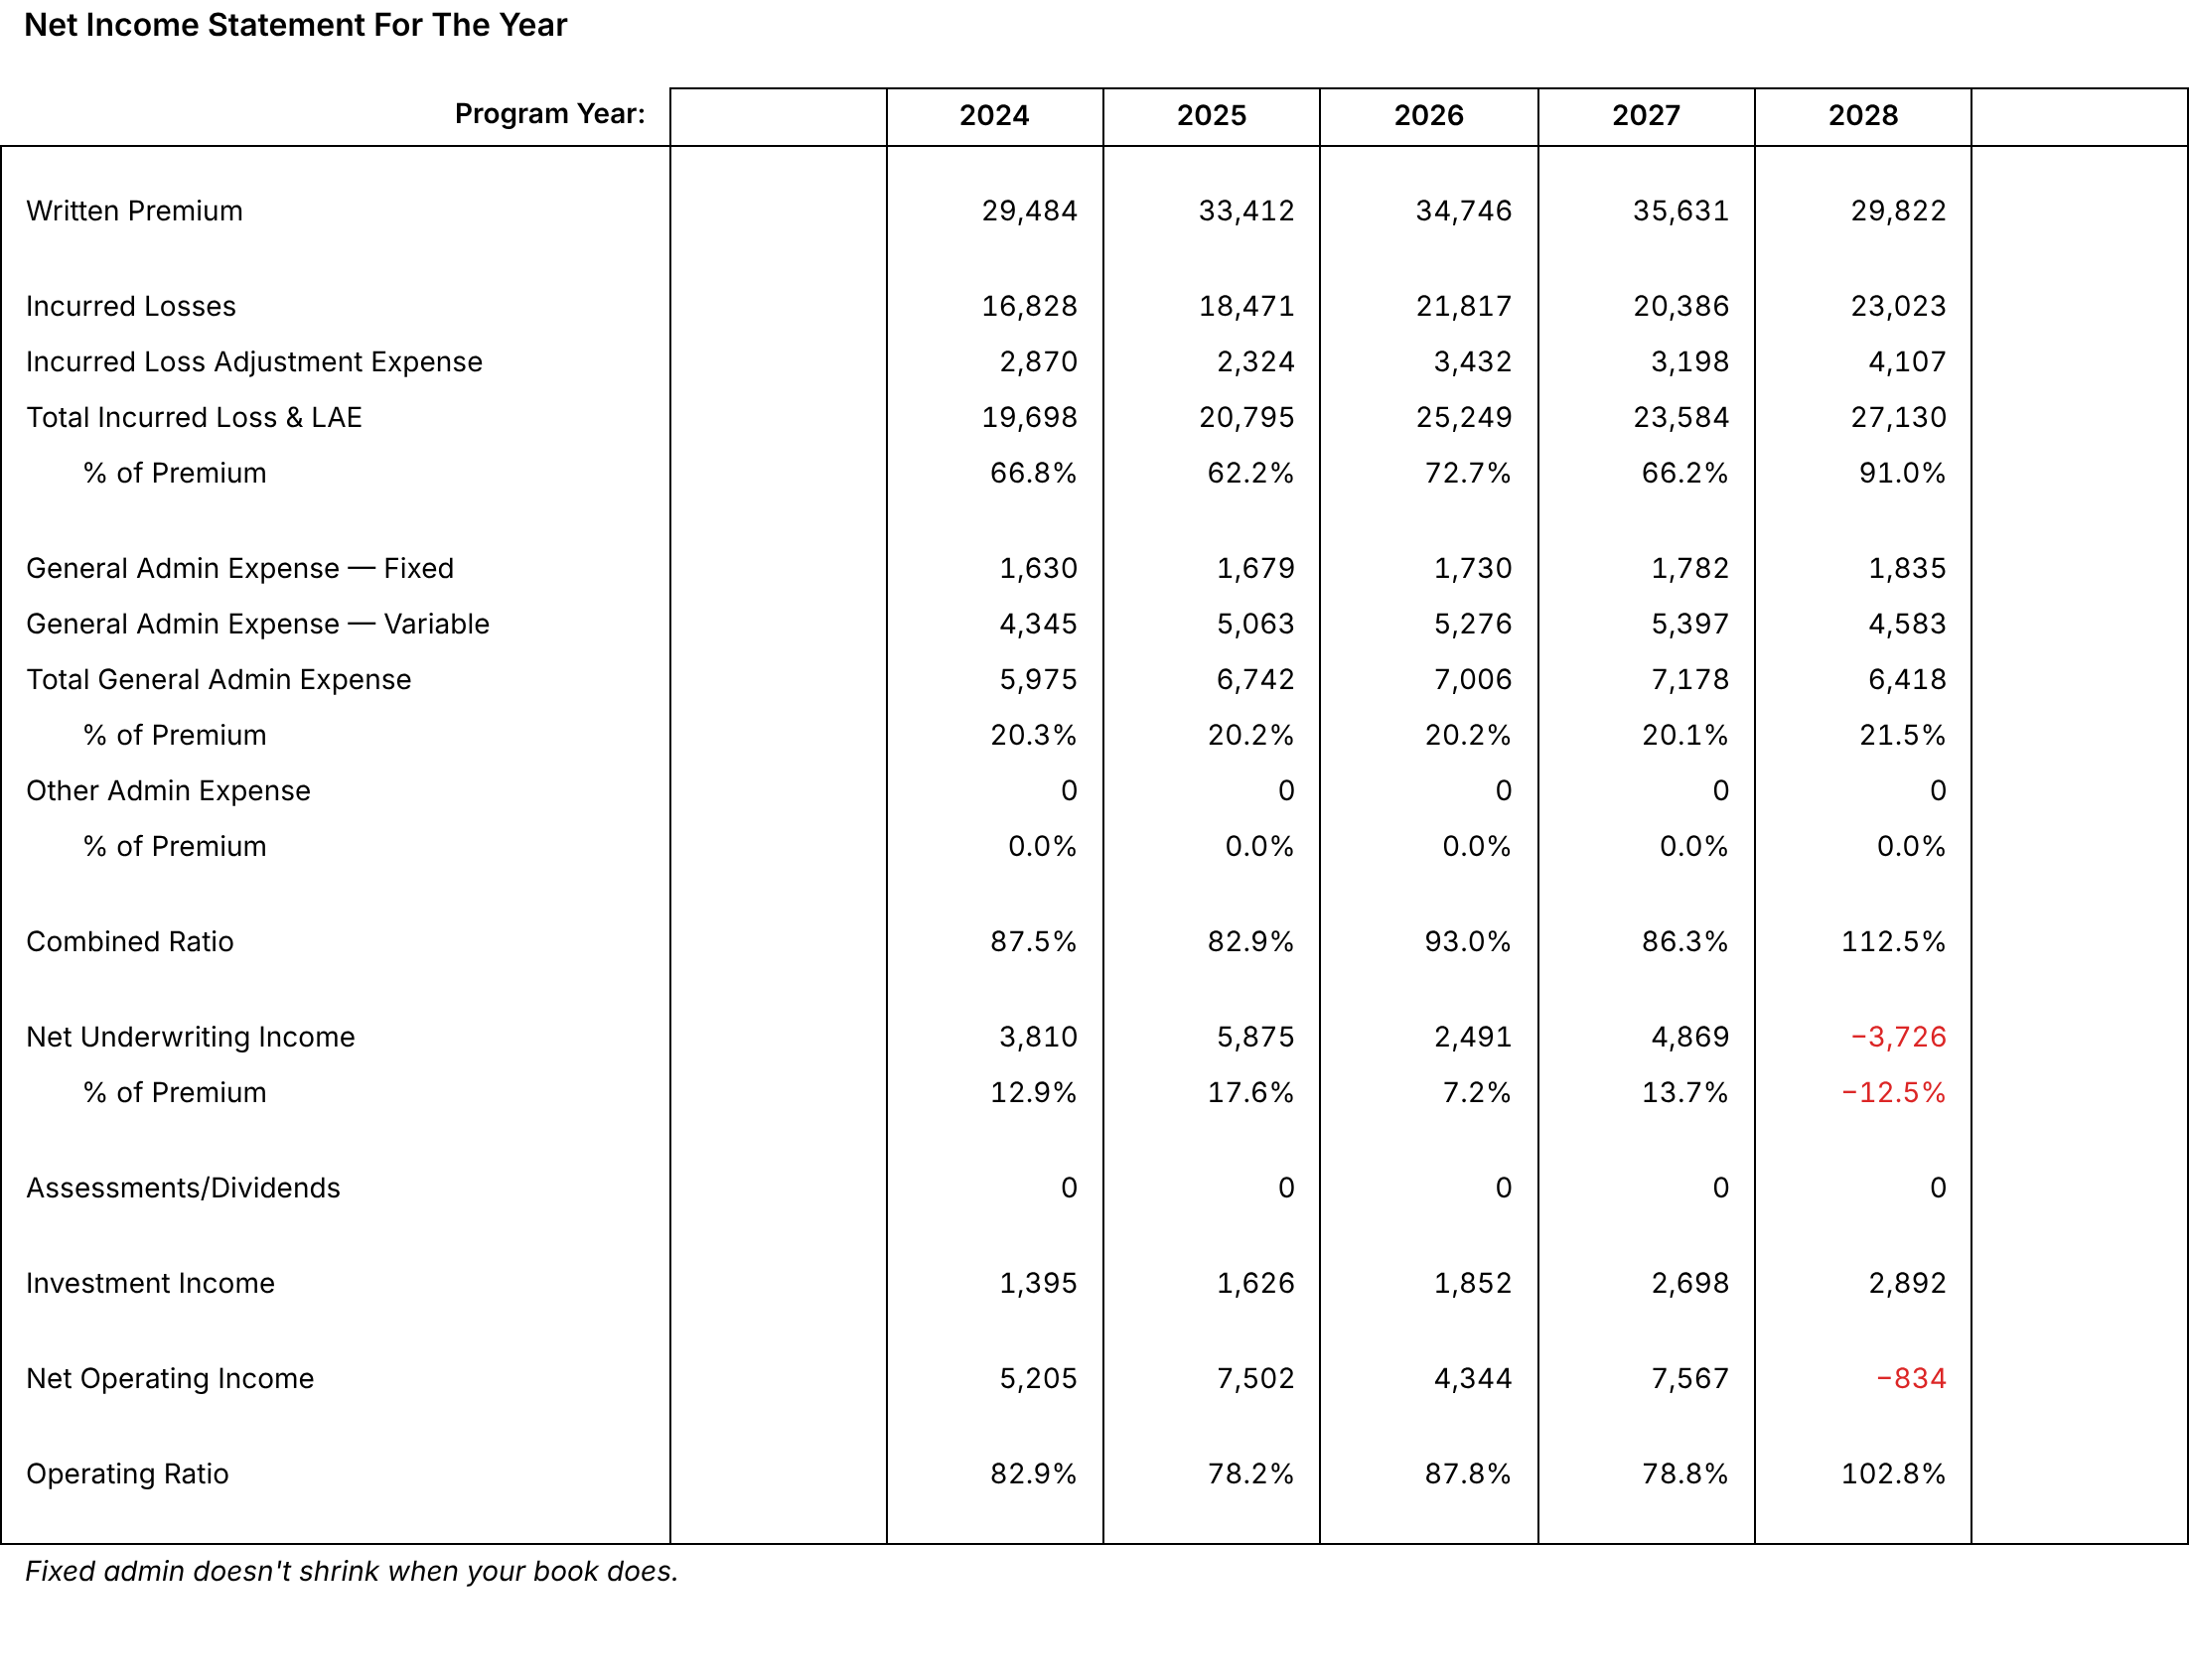 Net Income Statement For The Year
Program Year: 2024 2025 2026 2027 2028
Written Premium 29,484 33,412 34,746 35,631 29,822
Incurred Losses 16,828 18,471 21,817 20,386 23,023
Incurred Loss Adjustment Expense 2,870 2,324 3,432 3,198 4,107
Total Incurred Loss & LAE 19,698 20,795 25,249 23,584 27,130
% of Premium 66.8% 62.2% 72.7% 66.2% 91.0%
General Admin Expense — Fixed 1,630 1,679 1,730 1,782 1,835
General Admin Expense — Variable 4,345 5,063 5,276 5,397 4,583
Total General Admin Expense 5,975 6,742 7,006 7,178 6,418
% of Premium 20.3% 20.2% 20.2% 20.1% 21.5%
Other Admin Expense 0 0 0 0 0
% of Premium 0.0% 0.0% 0.0% 0.0% 0.0%
Combined Ratio 87.5% 82.9% 93.0% 86.3% 112.5%
Net Underwriting Income 3,810 5,875 2,491 4,869 −3,726
% of Premium 12.9% 17.6% 7.2% 13.7% −12.5%
Assessments/Dividends 0 0 0 0 0
Investment Income 1,395 1,626 1,852 2,698 2,892
Net Operating Income 5,205 7,502 4,344 7,567 −834
Operating Ratio 82.9% 78.2% 87.8% 78.8% 102.8%
Fixed admin doesn't shrink when your book does.